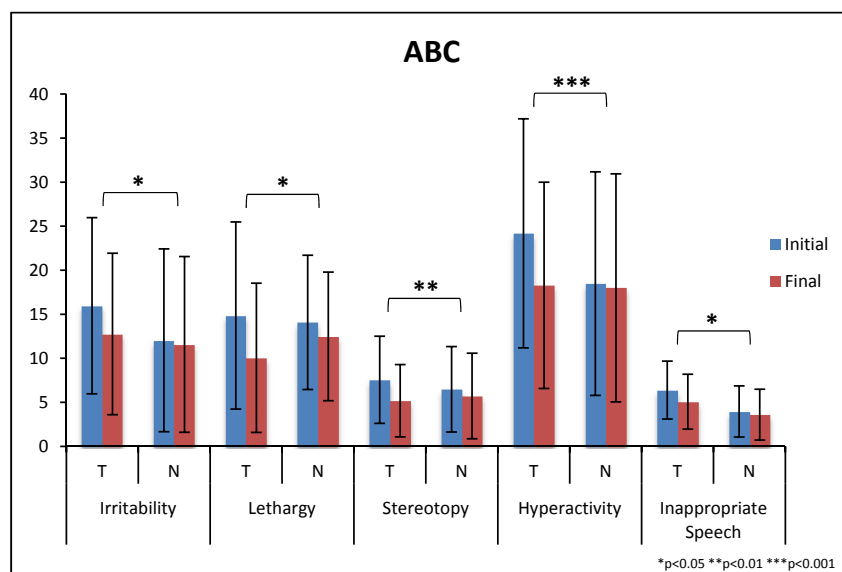 ABC
40
35
30
25
20
15
10
5
0
***
*
*
**
*
Initial
Final
T N T N T N T N T N
Irritability Lethargy Stereotopy Hyperactivity Inappropriate
Speech
*p<0.05 **p<0.01 ***p<0.001